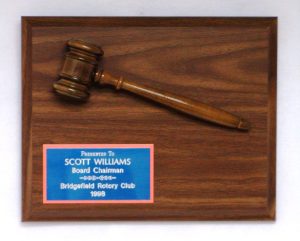 PRESENTED TO
SCOTT WILLIAMS
Board Chairman
Bridgefield Rotary Club
1998